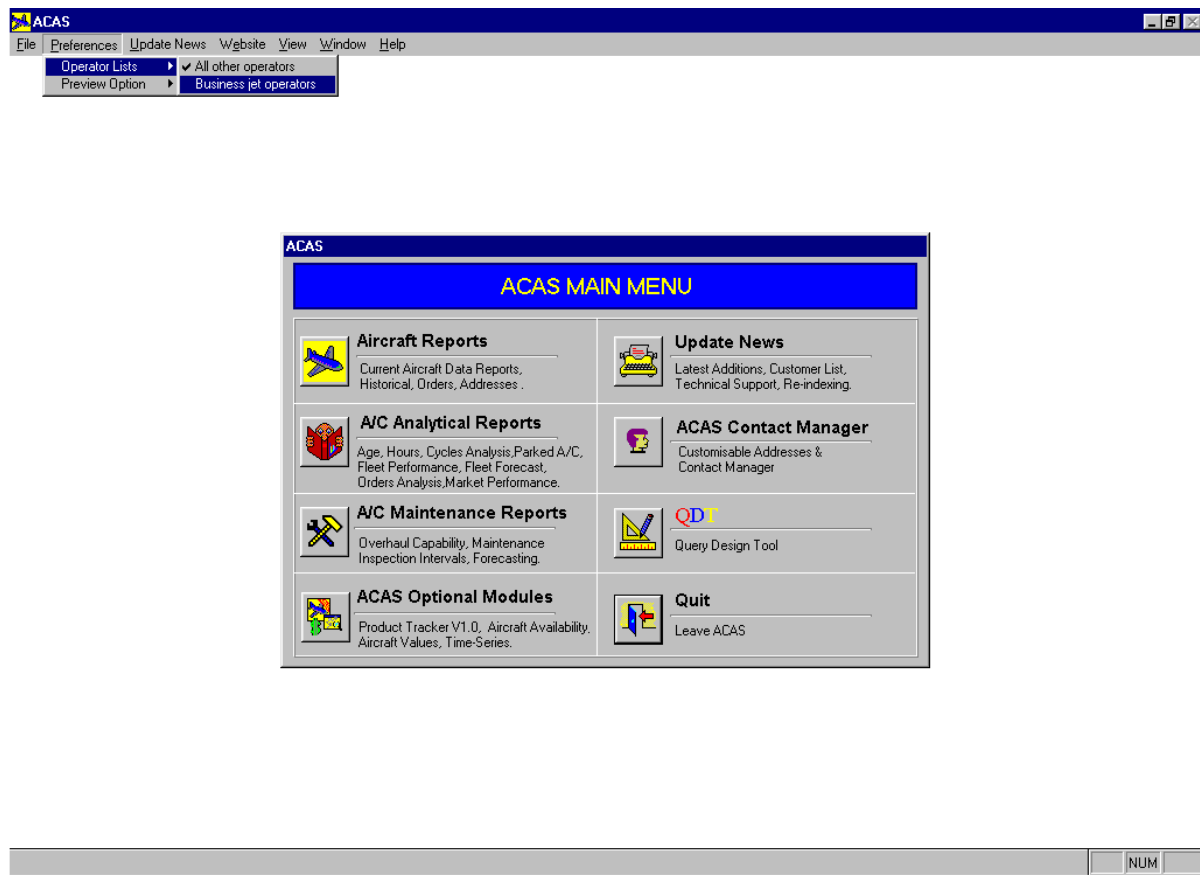 ACAS
File Preferences Update News Website View Window Help
Operator Lists All other operators
Preview Option Business jet operators
ACAS
ACAS MAIN MENU
Aircraft Reports
Current Aircraft Data Reports,
Historical, Orders, Addresses .
Update News
Latest Additions, Customer List,
Technical Support, Re-indexing.
A/C Analytical Reports
Age, Hours, Cycles Analysis,Parked A/C,
Fleet Performance, Fleet Forecast,
Orders Analysis,Market Performance.
ACAS Contact Manager
Customisable Addresses &
Contact Manager
A/C Maintenance Reports
Overhaul Capability, Maintenance
Inspection Intervals, Forecasting.
QDT
Query Design Tool
ACAS Optional Modules
Product Tracker V1.0, Aircraft Availability.
Aircraft Values, Time-Series.
Quit
Leave ACAS
NUM